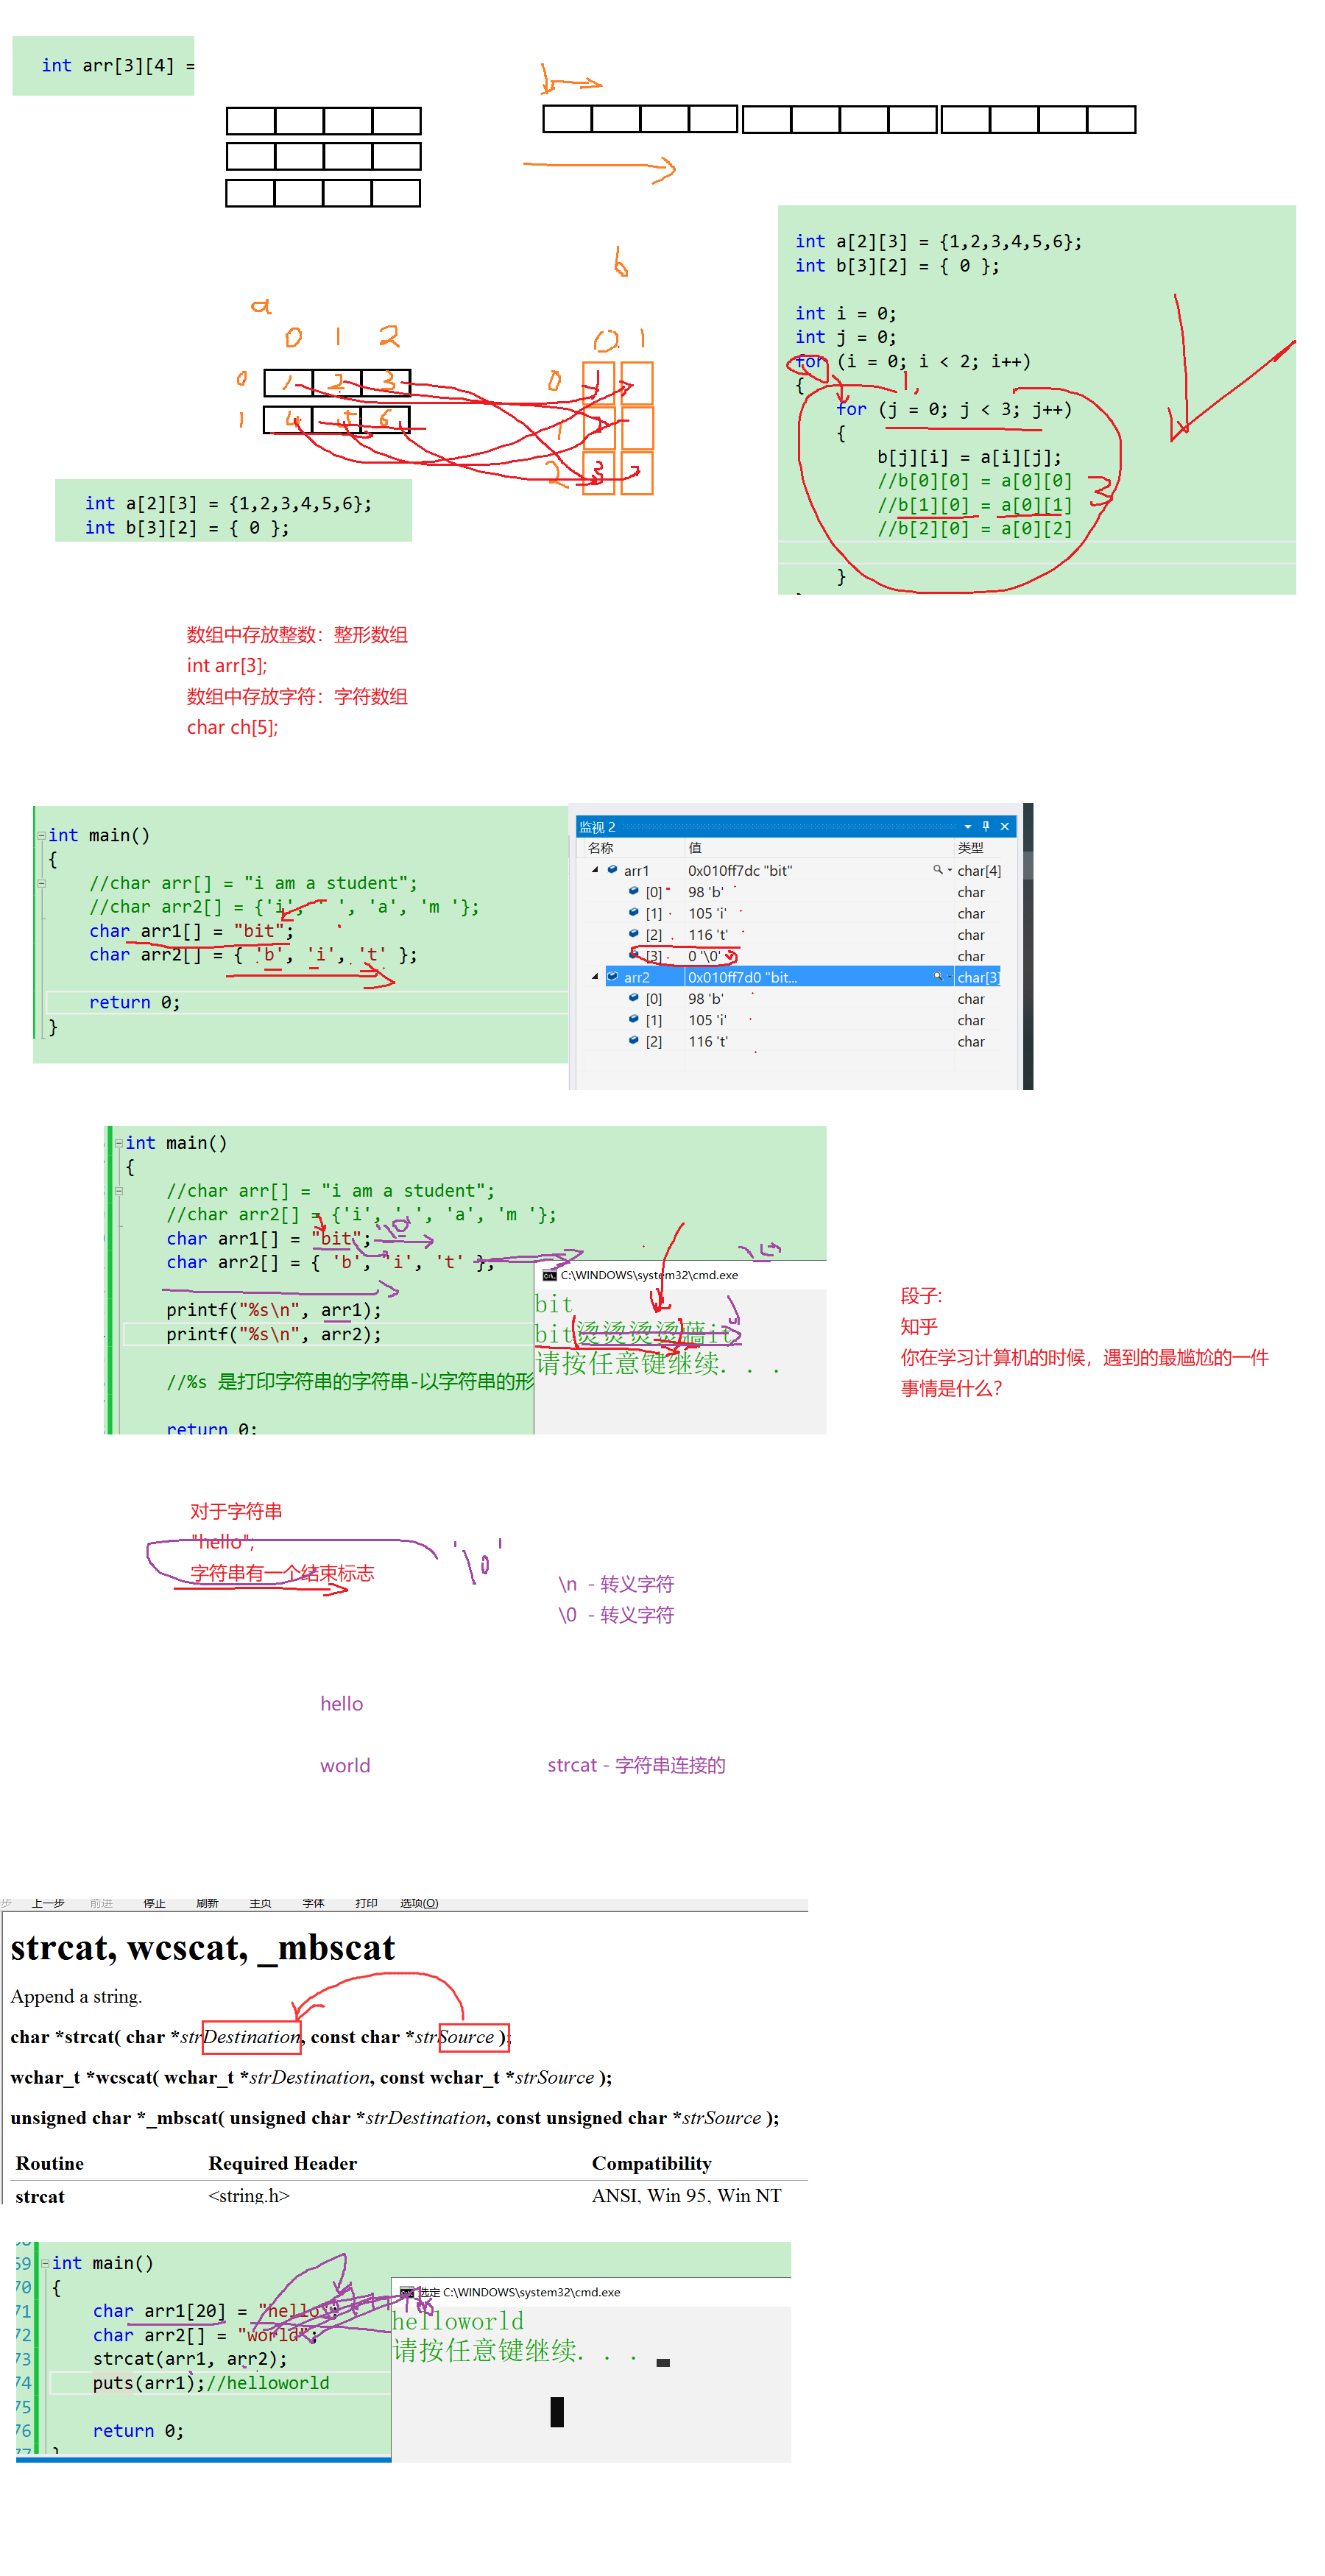 int arr[3][4] =
b
int a[2][3] = {1,2,3,4,5,6};
int b[3][2] = { 0 };
int i = 0;
int j = 0;
for (i = 0; i < 2; i++)
{
for (j = 0; j < 3; j++)
{
b[j][i] = a[i][j];
//b[0][0] = a[0][0]
//b[1][0] = a[0][1]
//b[2][0] = a[0][2]
}
3
a
0 1 2
0 1 2 3
1 4 5 6
b
0 1
0 1
1 2
2 3
int a[2][3] = {1,2,3,4,5,6};
int b[3][2] = { 0 };
数组中存放整数：整形数组
int arr[3];
数组中存放字符：字符数组
char ch[5];
int main()
{
//char arr[] = "i am a student";
//char arr2[] = {'i', ' ', 'a', 'm '};
char arr1[] = "bit";
char arr2[] = { 'b', 'i', 't' };
return 0;
}
监视 2
名称 值 类型
arr1 0x010ff7dc "bit" char[4]
[0] 98 'b' char
[1] 105 'i' char
[2] 116 't' char
[3] 0 '\0' char
arr2 0x010ff7d0 "bit... char[3]
[0] 98 'b' char
[1] 105 'i' char
[2] 116 't' char
int main()
{
//char arr[] = "i am a student";
//char arr2[] = {'i', ' ', 'a', 'm '};
char arr1[] = "bit"; \0
char arr2[] = { 'b', 'i', 't' };
printf("%s\n", arr1);
printf("%s\n", arr2);
//%s 是打印字符串的字符串-以字符串的形
return 0;
C:\WINDOWS\system32\cmd.exe
bit
bit烫烫烫烫蘠it
请按任意键继续. . .
段子:
知乎
你在学习计算机的时候，遇到的最尴尬的一件
事情是什么?
对于字符串
"hello";
字符串有一个结束标志
'\0'
\n - 转义字符
\0 - 转义字符
hello
world
strcat - 字符串连接的
步 上一步 前进 停止 刷新 主页 字体 打印 选项(O)
strcat, wcscat, _mbscat
Append a string.
char *strcat( char *strDestination, const char *strSource );
wchar_t *wcscat( wchar_t *strDestination, const wchar_t *strSource );
unsigned char *_mbscat( unsigned char *strDestination, const unsigned char *strSource );
Routine Required Header Compatibility
strcat <string.h> ANSI, Win 95, Win NT
69 int main()
70 {
71 char arr1[20] = "hello";
72 char arr2[] = "world";
73 strcat(arr1, arr2);
74 puts(arr1);//helloworld
75
76 return 0;
77 }
选定 C:\WINDOWS\system32\cmd.exe
helloworld
请按任意键继续. . .